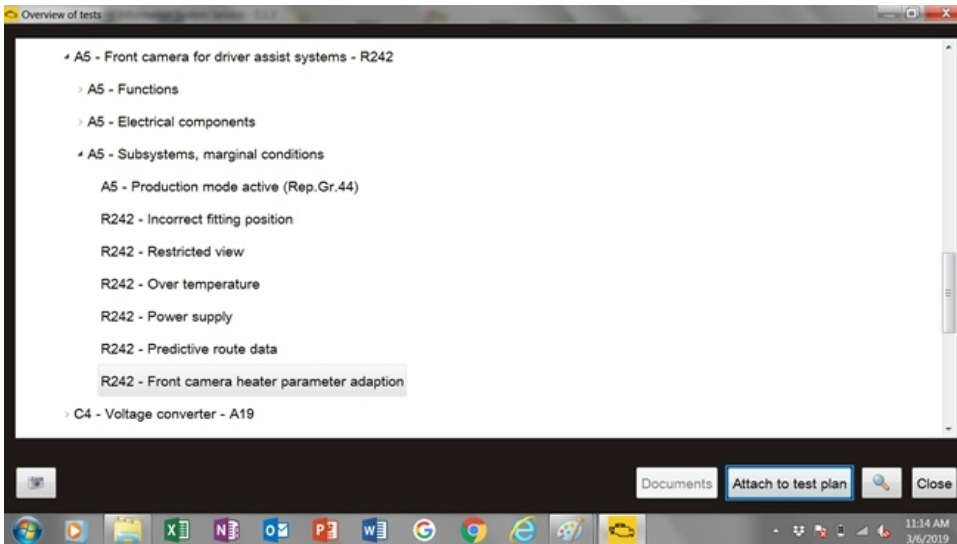 Overview of tests
A5 - Front camera for driver assist systems - R242
A5 - Functions
A5 - Electrical components
A5 - Subsystems, marginal conditions
A5 - Production mode active (Rep.Gr.44)
R242 - Incorrect fitting position
R242 - Restricted view
R242 - Over temperature
R242 - Power supply
R242 - Predictive route data
R242 - Front camera heater parameter adaption
C4 - Voltage converter - A19
Documents Attach to test plan Close
11:14 AM
3/6/2019